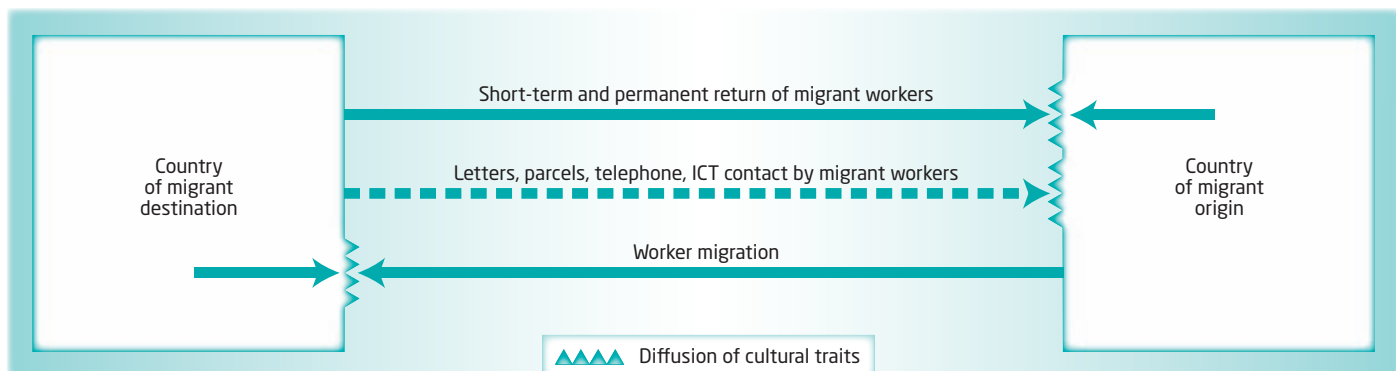 Short-term and permanent return of migrant workers
Country
of migrant
destination
Letters, parcels, telephone, ICT contact by migrant workers
Country
of migrant
origin
Worker migration
Diffusion of cultural traits